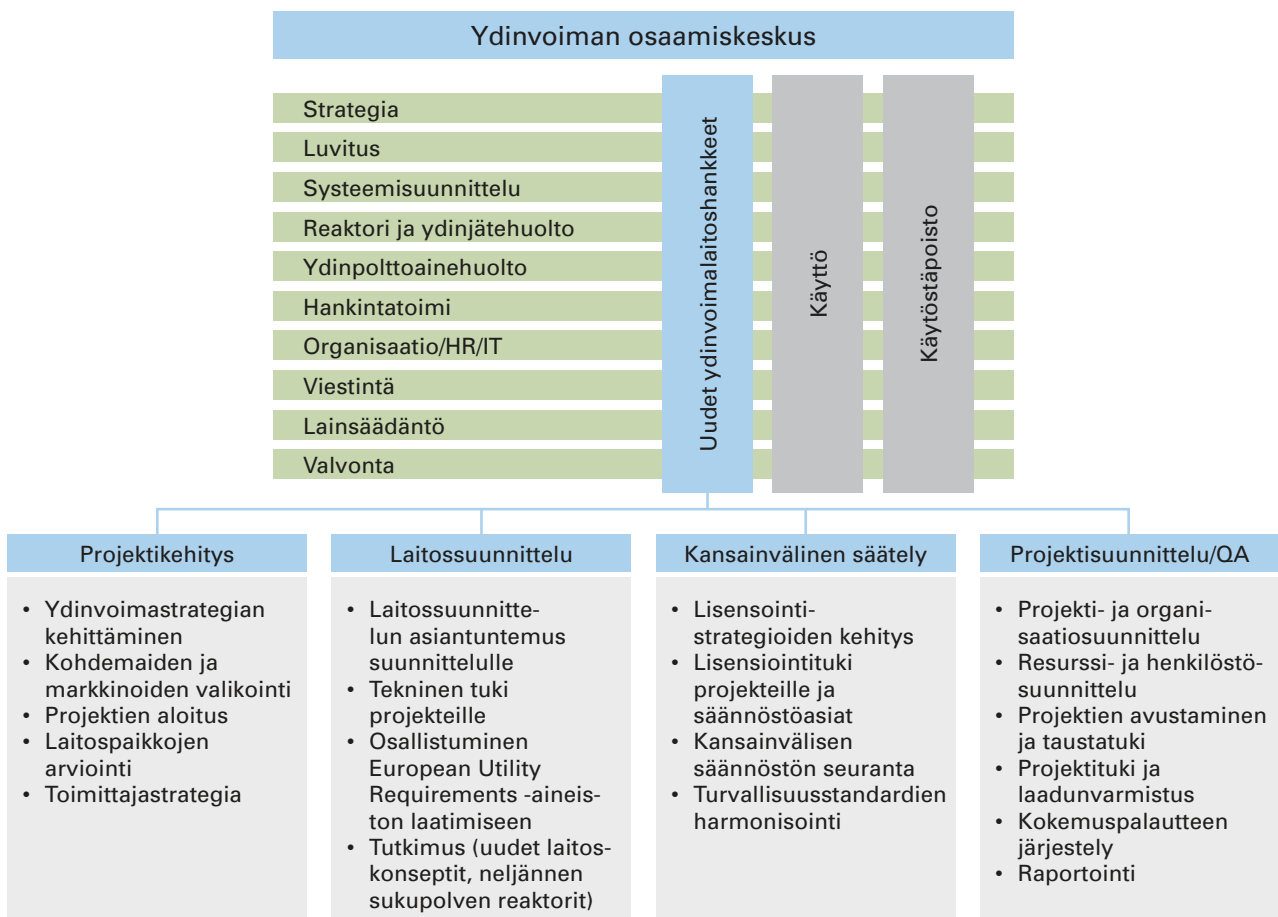 Ydinvoiman osaamiskeskus
Strategia
Luvitus
Systeemisuunnittelu
Reaktori ja ydinjätehuolto
Ydinpolttoainehuolto
Hankintatoimi
Organisaatio/HR/IT
Viestintä
Lainsäädäntö
Valvonta
Uudet ydinvoimalaitoshankkeet
Käyttö
Käytöstäpoisto
Projektikehitys
• Ydinvoimastrategian
kehittäminen
• Kohdemaiden ja
markkinoiden valikointi
• Projektien aloitus
• Laitospaikkojen
arviointi
• Toimittajastrategia
Laitossuunnittelu
• Laitossuunnitte-
lun asiantuntemus
suunnittelulle
• Tekninen tuki
projekteille
• Osallistuminen
European Utility
Requirements -aineis-
ton laatimiseen
• Tutkimus (uudet laitos-
konseptit, neljännen
sukupolven reaktorit)
Kansainvälinen säätely
• Lisensointi-
strategioiden kehitys
• Lisensiointituki
projekteille ja
säännöstöasiat
• Kansainvälisen
säännöstön seuranta
• Turvallisuusstandardien
harmonisointi
Projektisuunnittelu/QA
• Projekti- ja organi-
saatiosuunnittelu
• Resurssi- ja henkilöstö-
suunnittelu
• Projektien avustaminen
ja taustatuki
• Projektituki ja
laadunvarmistus
• Kokemuspalautteen
järjestely
• Raportointi